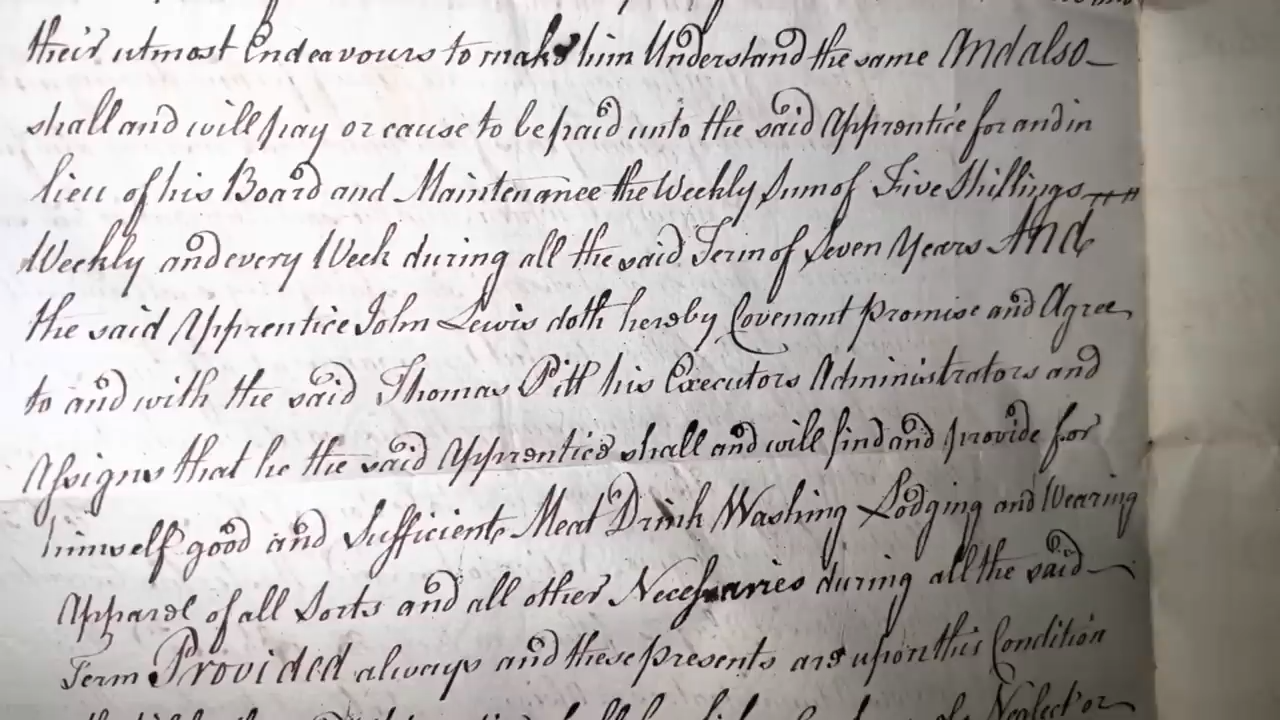 their utmost Endeavours to make him Understand the same And also
shall and will pay or cause to be paid unto the said Apprentice for and in
lieu of his Board and Maintenance the Weekly Sum of Five Shillings
Weekly and every Week during all the said Term of Seven Years And
the said Apprentice John Lewis doth hereby Covenant Promise and Agree
to and with the said Thomas Pitt his Executors Administrators and
Assigns that he the said Apprentice shall and will find and provide for
himself good and Sufficient Meat Drink Washing Lodging and Wearing
Apparel of all Sorts and all other Necessaries during all the said
Term Provided always and these presents are upon this Condition
Neglect or